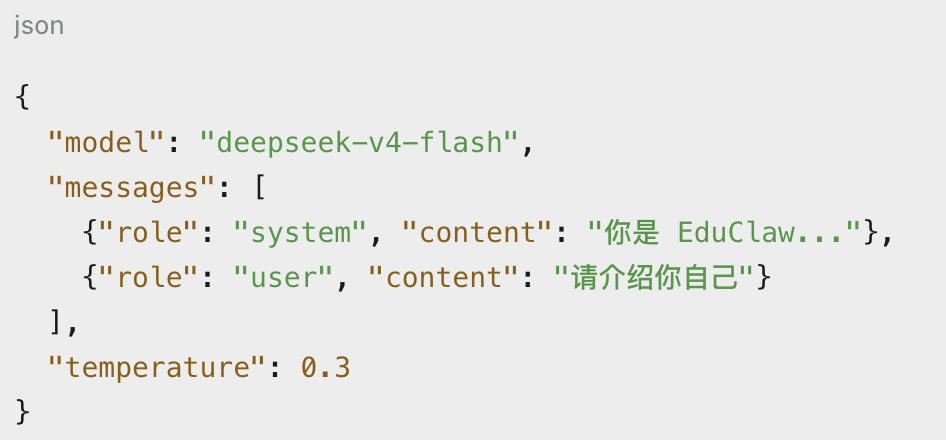 json
{
  "model": "deepseek-v4-flash",
  "messages": [
    {"role": "system", "content": "你是 EduClaw..."},
    {"role": "user", "content": "请介绍你自己"}
  ],
  "temperature": 0.3
}